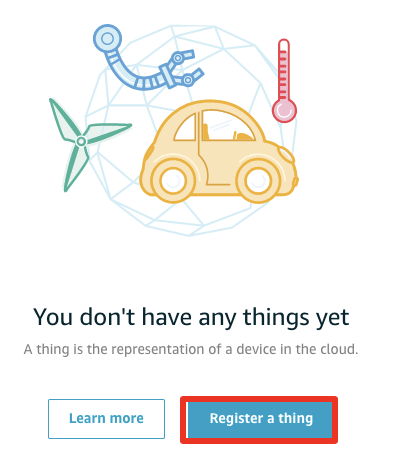 You don't have any things yet
A thing is the representation of a device in the cloud.
Learn more
Register a thing